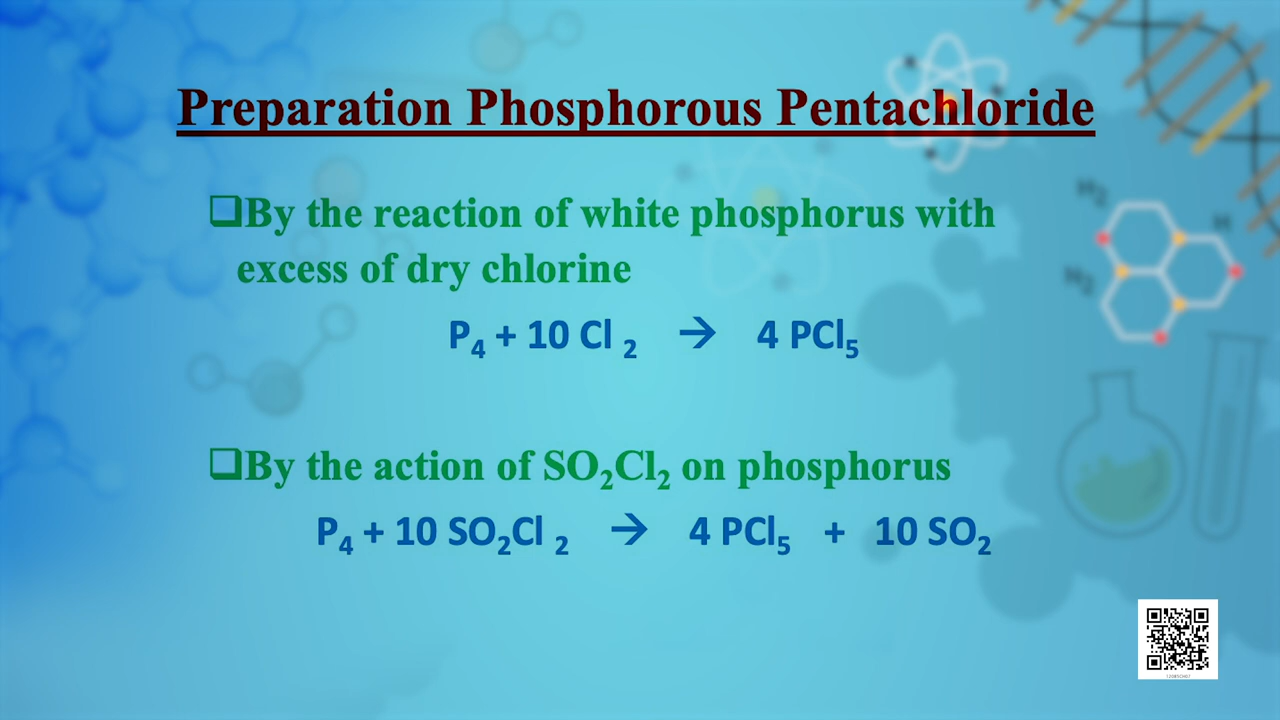 Preparation Phosphorous Pentachloride
❑By the reaction of white phosphorus with
excess of dry chlorine
P₄ + 10 Cl ₂ → 4 PCl₅
❑By the action of SO₂Cl₂ on phosphorus
P₄ + 10 SO₂Cl ₂ → 4 PCl₅ + 10 SO₂
H₂
H